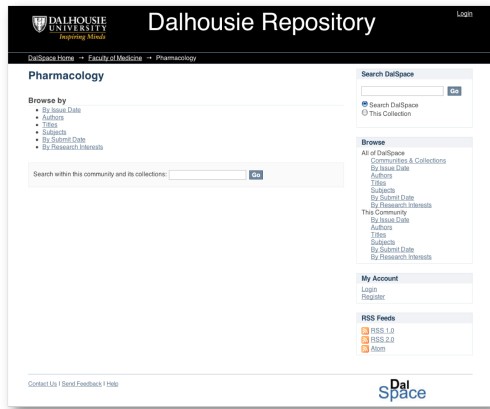 DALHOUSIE
UNIVERSITY
Inspiring Minds
Dalhousie Repository
Login
DalSpace Home → Faculty of Medicine → Pharmacology
Pharmacology
Browse by
By Issue Date
Authors
Titles
Subjects
By Submit Date
By Research Interests
Search within this community and its collections: Go
Search DalSpace
Go
Search DalSpace
This Collection
Browse
All of DalSpace
Communities & Collections
By Issue Date
Authors
Titles
Subjects
By Submit Date
By Research Interests
This Community
By Issue Date
Authors
Titles
Subjects
By Submit Date
By Research Interests
My Account
Login
Register
RSS Feeds
RSS 1.0
RSS 2.0
Atom
Contact Us | Send Feedback | Help
Dal
Space